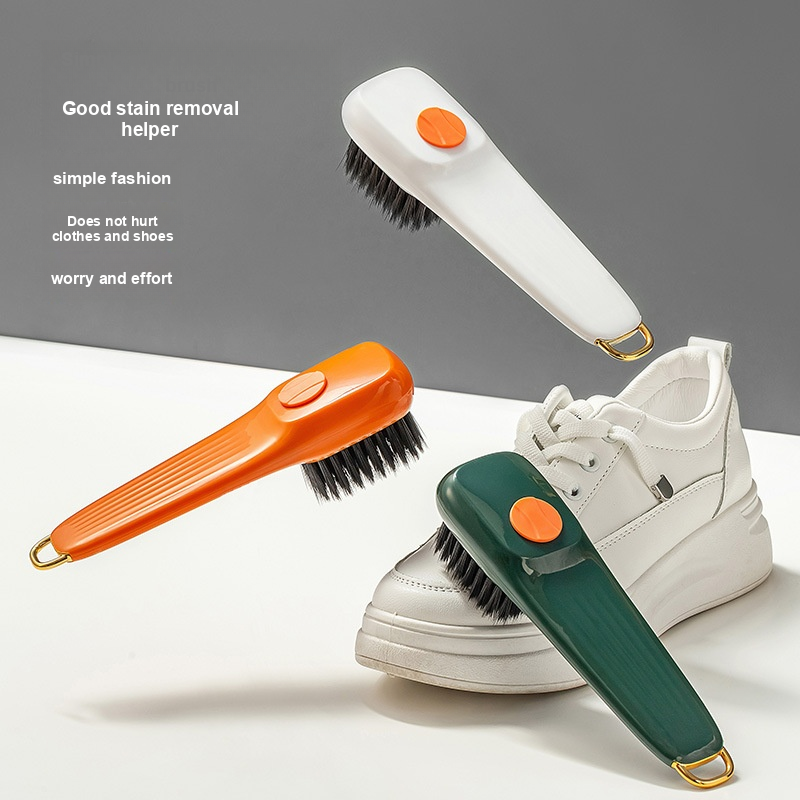 Good stain removal
helper
simple fashion
Does not hurt
clothes and shoes
worry and effort